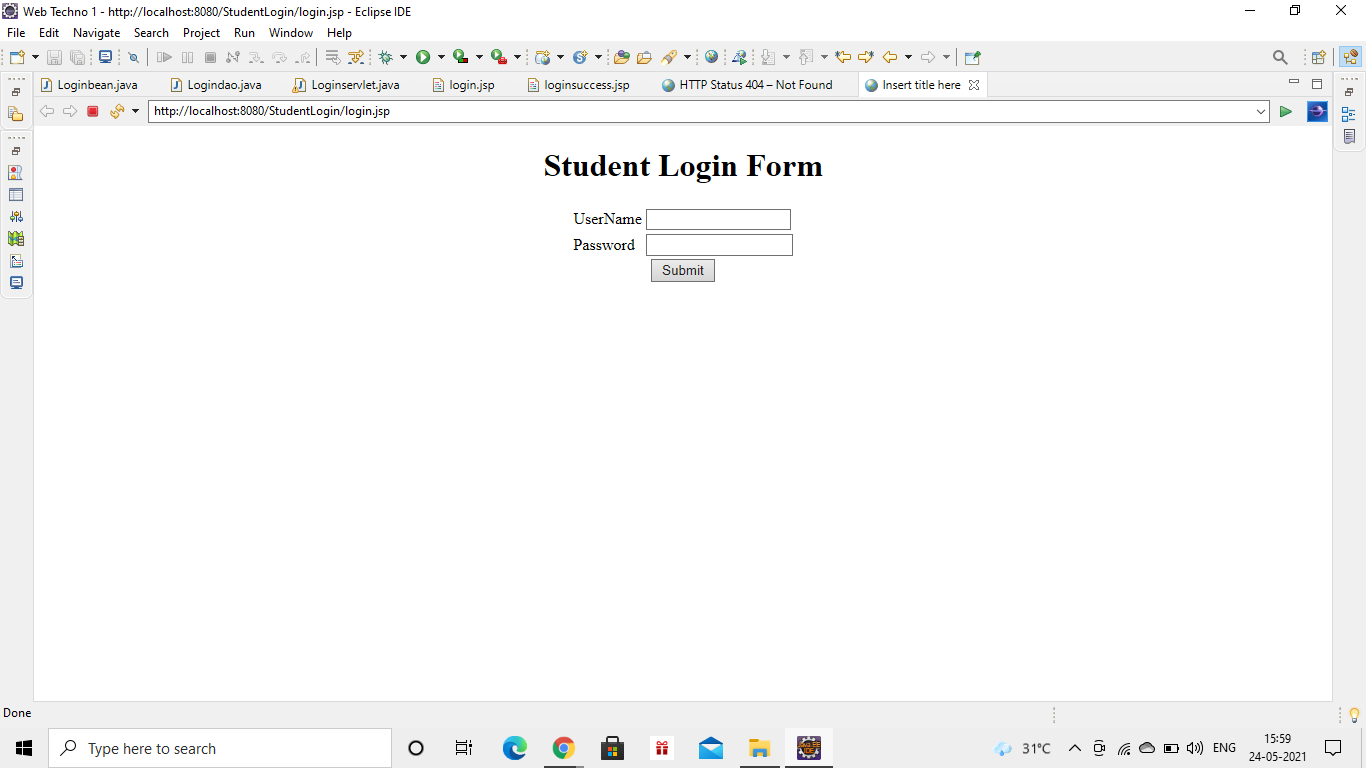 Web Techno 1 - http://localhost:8080/StudentLogin/login.jsp - Eclipse IDE
File Edit Navigate Search Project Run Window Help
Loginbean.java Logindao.java Loginservlet.java login.jsp loginsuccess.jsp HTTP Status 404 – Not Found Insert title here
http://localhost:8080/StudentLogin/login.jsp
Student Login Form
UserName
Password
Submit
Done
Type here to search
31°C
ENG
15:59
24-05-2021